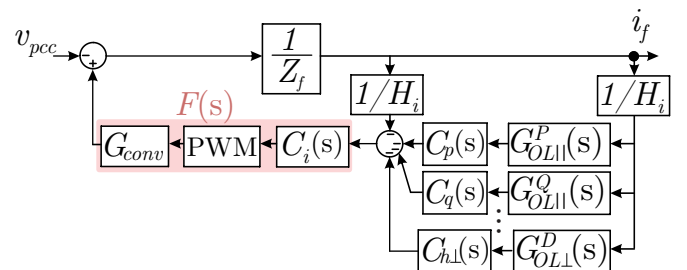 v_pcc
i_f
1/Z_f
1/H_i
1/H_i
F(s)
G_conv
PWM
C_i(s)
C_p(s)
G^P_OL||(s)
C_q(s)
G^Q_OL||(s)
C_h⊥(s)
G^D_OL⊥(s)